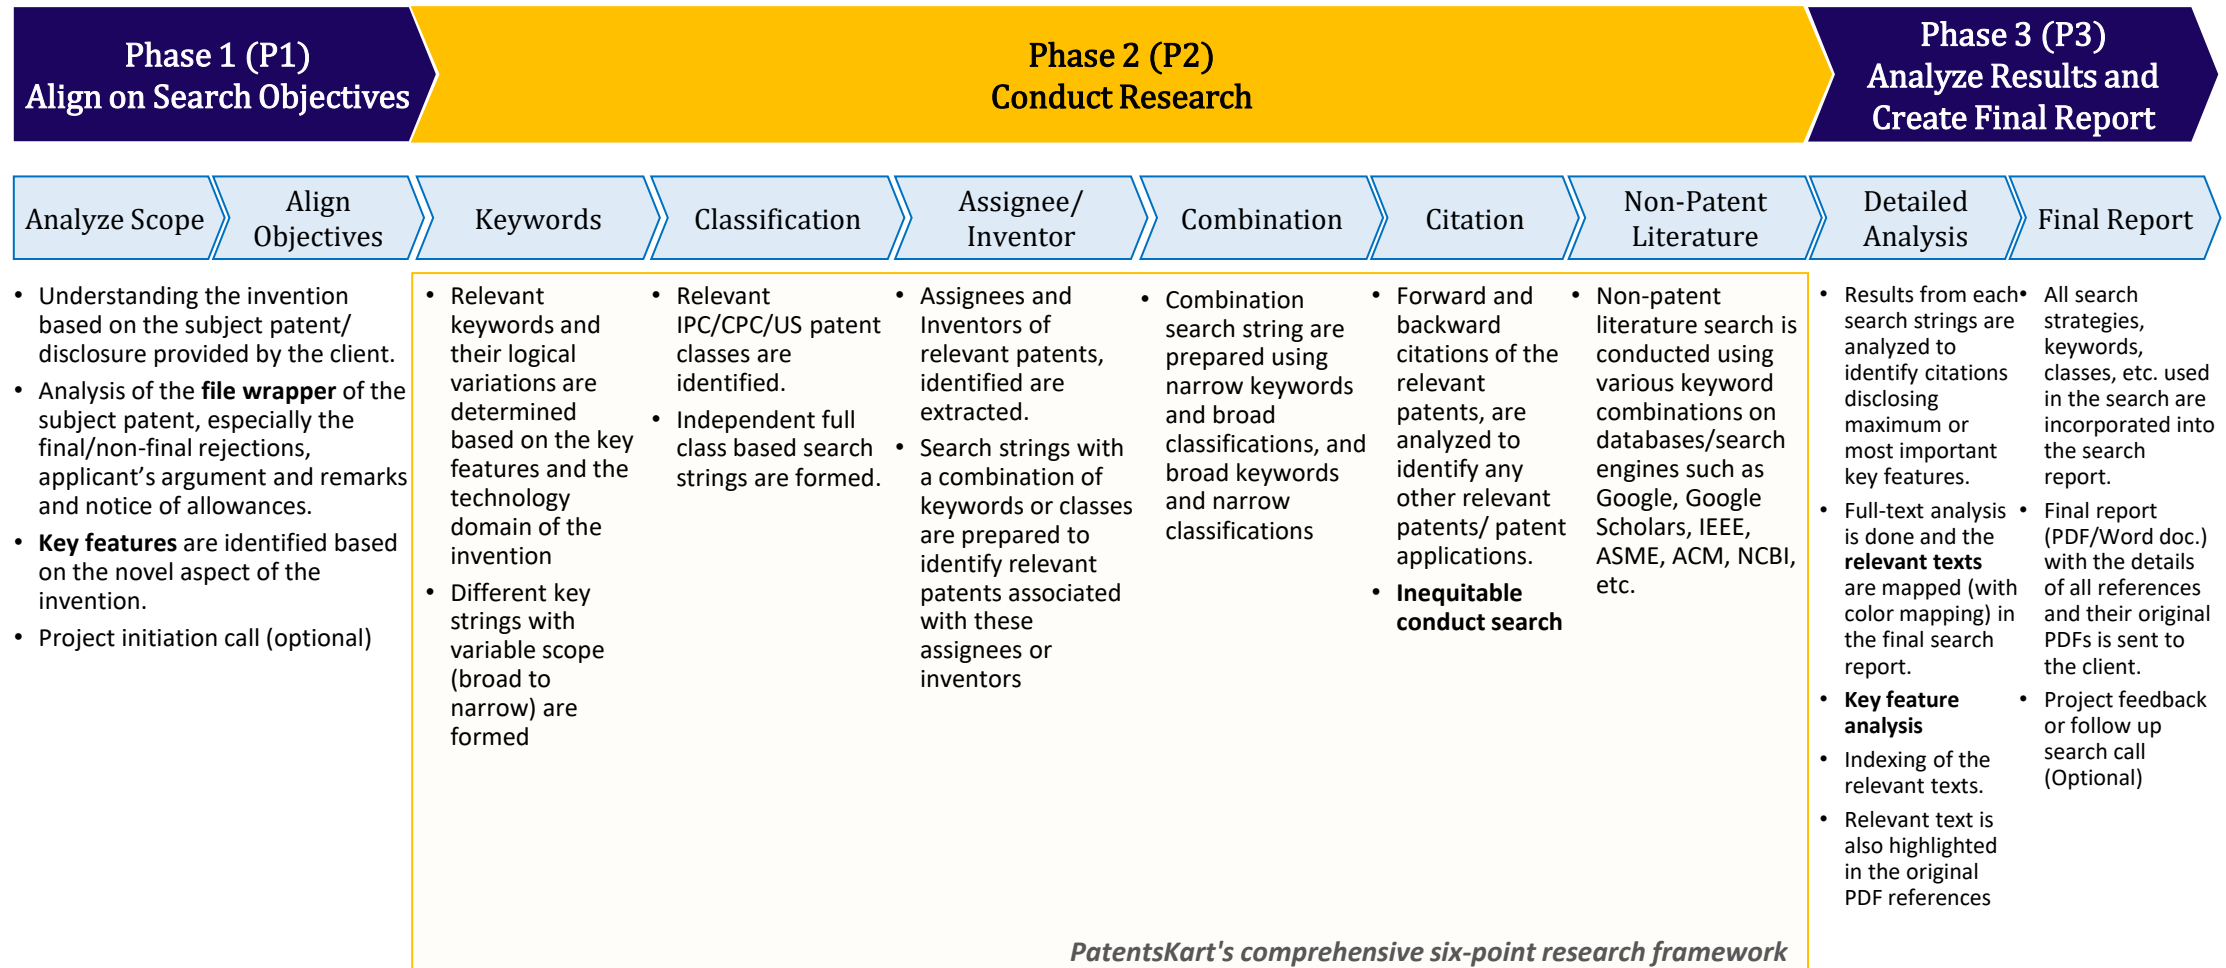 Phase 1 (P1)
Align on Search Objectives
Phase 2 (P2)
Conduct Research
Phase 3 (P3)
Analyze Results and
Create Final Report
Analyze Scope
Align
Objectives
Keywords
Classification
Assignee/
Inventor
Combination
Citation
Non-Patent
Literature
Detailed
Analysis
Final Report
• Understanding the invention
based on the subject patent/
disclosure provided by the client.
• Analysis of the file wrapper of the
subject patent, especially the
final/non-final rejections,
applicant’s argument and remarks
and notice of allowances.
• Key features are identified based
on the novel aspect of the
invention.
• Project initiation call (optional)
• Relevant
keywords and
their logical
variations are
determined
based on the key
features and the
technology
domain of the
invention
• Different key
strings with
variable scope
(broad to
narrow) are
formed
• Relevant
IPC/CPC/US patent
classes are
identified.
• Independent full
class based search
strings are formed.
• Assignees and
Inventors of
relevant patents,
identified are
extracted.
• Search strings with
a combination of
keywords or classes
are prepared to
identify relevant
patents associated
with these
assignees or
inventors
• Combination
search string are
prepared using
narrow keywords
and broad
classifications, and
broad keywords
and narrow
classifications
• Forward and
backward
citations of the
relevant
patents, are
analyzed to
identify any
other relevant
patents/ patent
applications.
• Inequitable
conduct search
• Non-patent
literature search is
conducted using
various keyword
combinations on
databases/search
engines such as
Google, Google
Scholars, IEEE,
ASME, ACM, NCBI,
etc.
• Results from each
search strings are
analyzed to
identify citations
disclosing
maximum or
most important
key features.
• Full-text analysis
is done and the
relevant texts
are mapped (with
color mapping) in
the final search
report.
• Key feature
analysis
• Indexing of the
relevant texts.
• Relevant text is
also highlighted
in the original
PDF references
• All search
strategies,
keywords,
classes, etc. used
in the search are
incorporated into
the search
report.
• Final report
(PDF/Word doc.)
with the details
of all references
and their original
PDFs is sent to
the client.
• Project feedback
or follow up
search call
(Optional)
PatentsKart's comprehensive six-point research framework